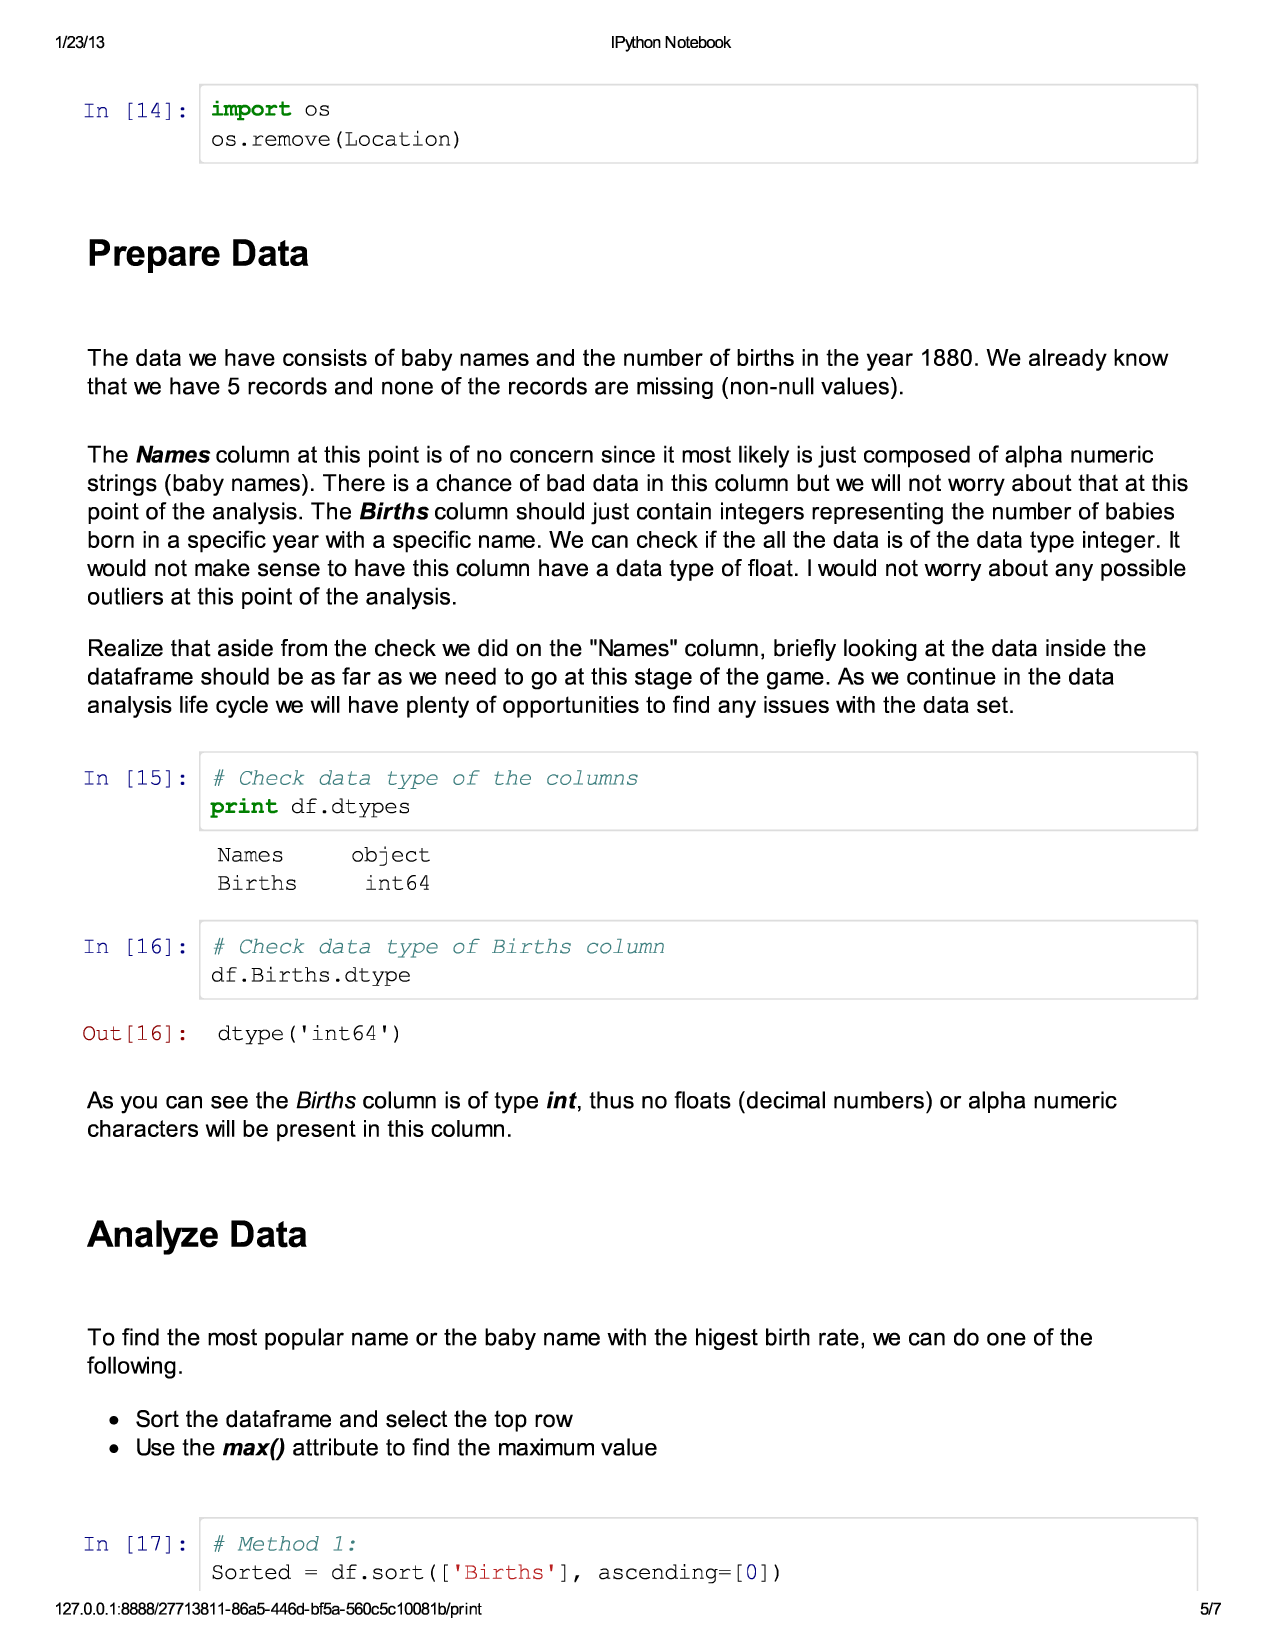 1/23/13
IPython Notebook
In [14]:
import os
os.remove(Location)
Prepare Data
The data we have consists of baby names and the number of births in the year 1880. We already know
that we have 5 records and none of the records are missing (non-null values).
The Names column at this point is of no concern since it most likely is just composed of alpha numeric
strings (baby names). There is a chance of bad data in this column but we will not worry about that at this
point of the analysis. The Births column should just contain integers representing the number of babies
born in a specific year with a specific name. We can check if the all the data is of the data type integer. It
would not make sense to have this column have a data type of float. I would not worry about any possible
outliers at this point of the analysis.
Realize that aside from the check we did on the "Names" column, briefly looking at the data inside the
dataframe should be as far as we need to go at this stage of the game. As we continue in the data
analysis life cycle we will have plenty of opportunities to find any issues with the data set.
In [15]:
# Check data type of the columns
print df.dtypes
Names     object
Births     int64
In [16]:
# Check data type of Births column
df.Births.dtype
Out[16]:
dtype('int64')
As you can see the Births column is of type int, thus no floats (decimal numbers) or alpha numeric
characters will be present in this column.
Analyze Data
To find the most popular name or the baby name with the higest birth rate, we can do one of the
following.
• Sort the dataframe and select the top row
• Use the max() attribute to find the maximum value
In [17]:
# Method 1:
Sorted = df.sort(['Births'], ascending=[0])
127.0.0.1:8888/27713811-86a5-446d-bf5a-560c5c10081b/print
5/7